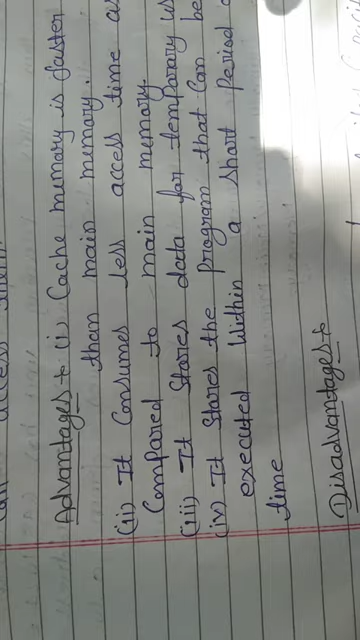 Advantages → (i) Cache memory is faster
than main memory.
(ii) It Consumes less access time as
Compared to main memory.
(iii) It Stores data for temporary us
(iv) It Stores the program that Can be
executed Within a short Period
time
Disadvantages →